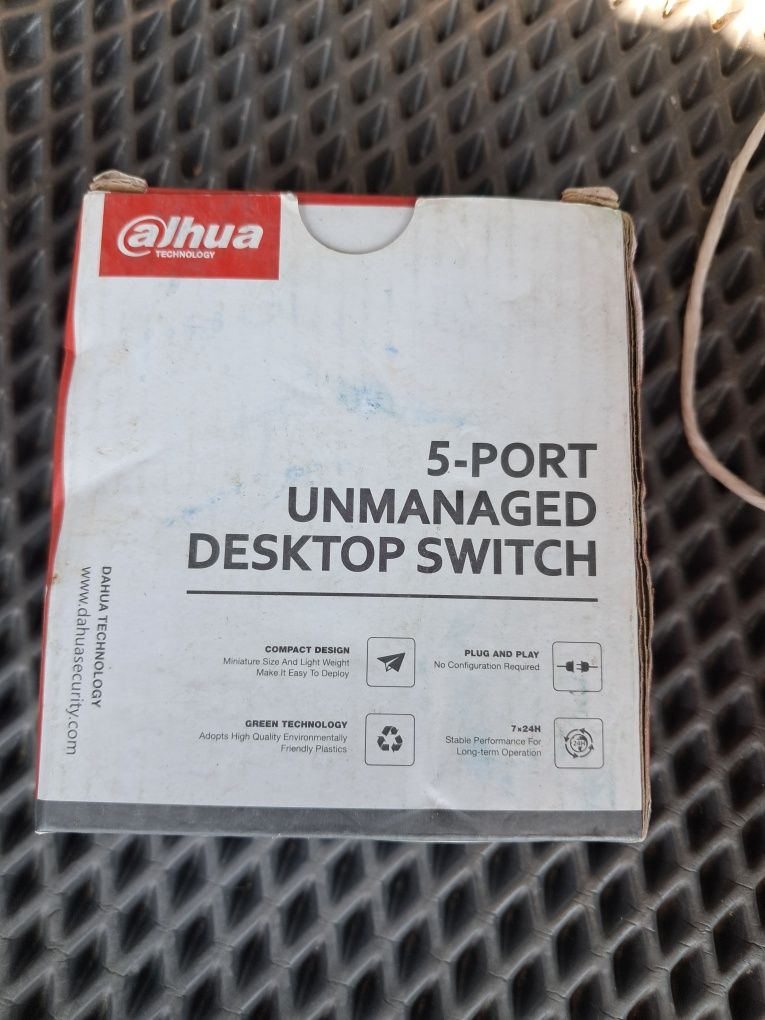 alhua
TECHNOLOGY
5-PORT
UNMANAGED
DESKTOP SWITCH
COMPACT DESIGN
Miniature Size And Light Weight
Make It Easy To Deploy
PLUG AND PLAY
No Configuration Required
GREEN TECHNOLOGY
Adopts High Quality Environmentally
Friendly Plastics
7x24H
Stable Performance For
Long-term Operation
24H
DAHUA TECHNOLOGY
www.dahuasecurity.com